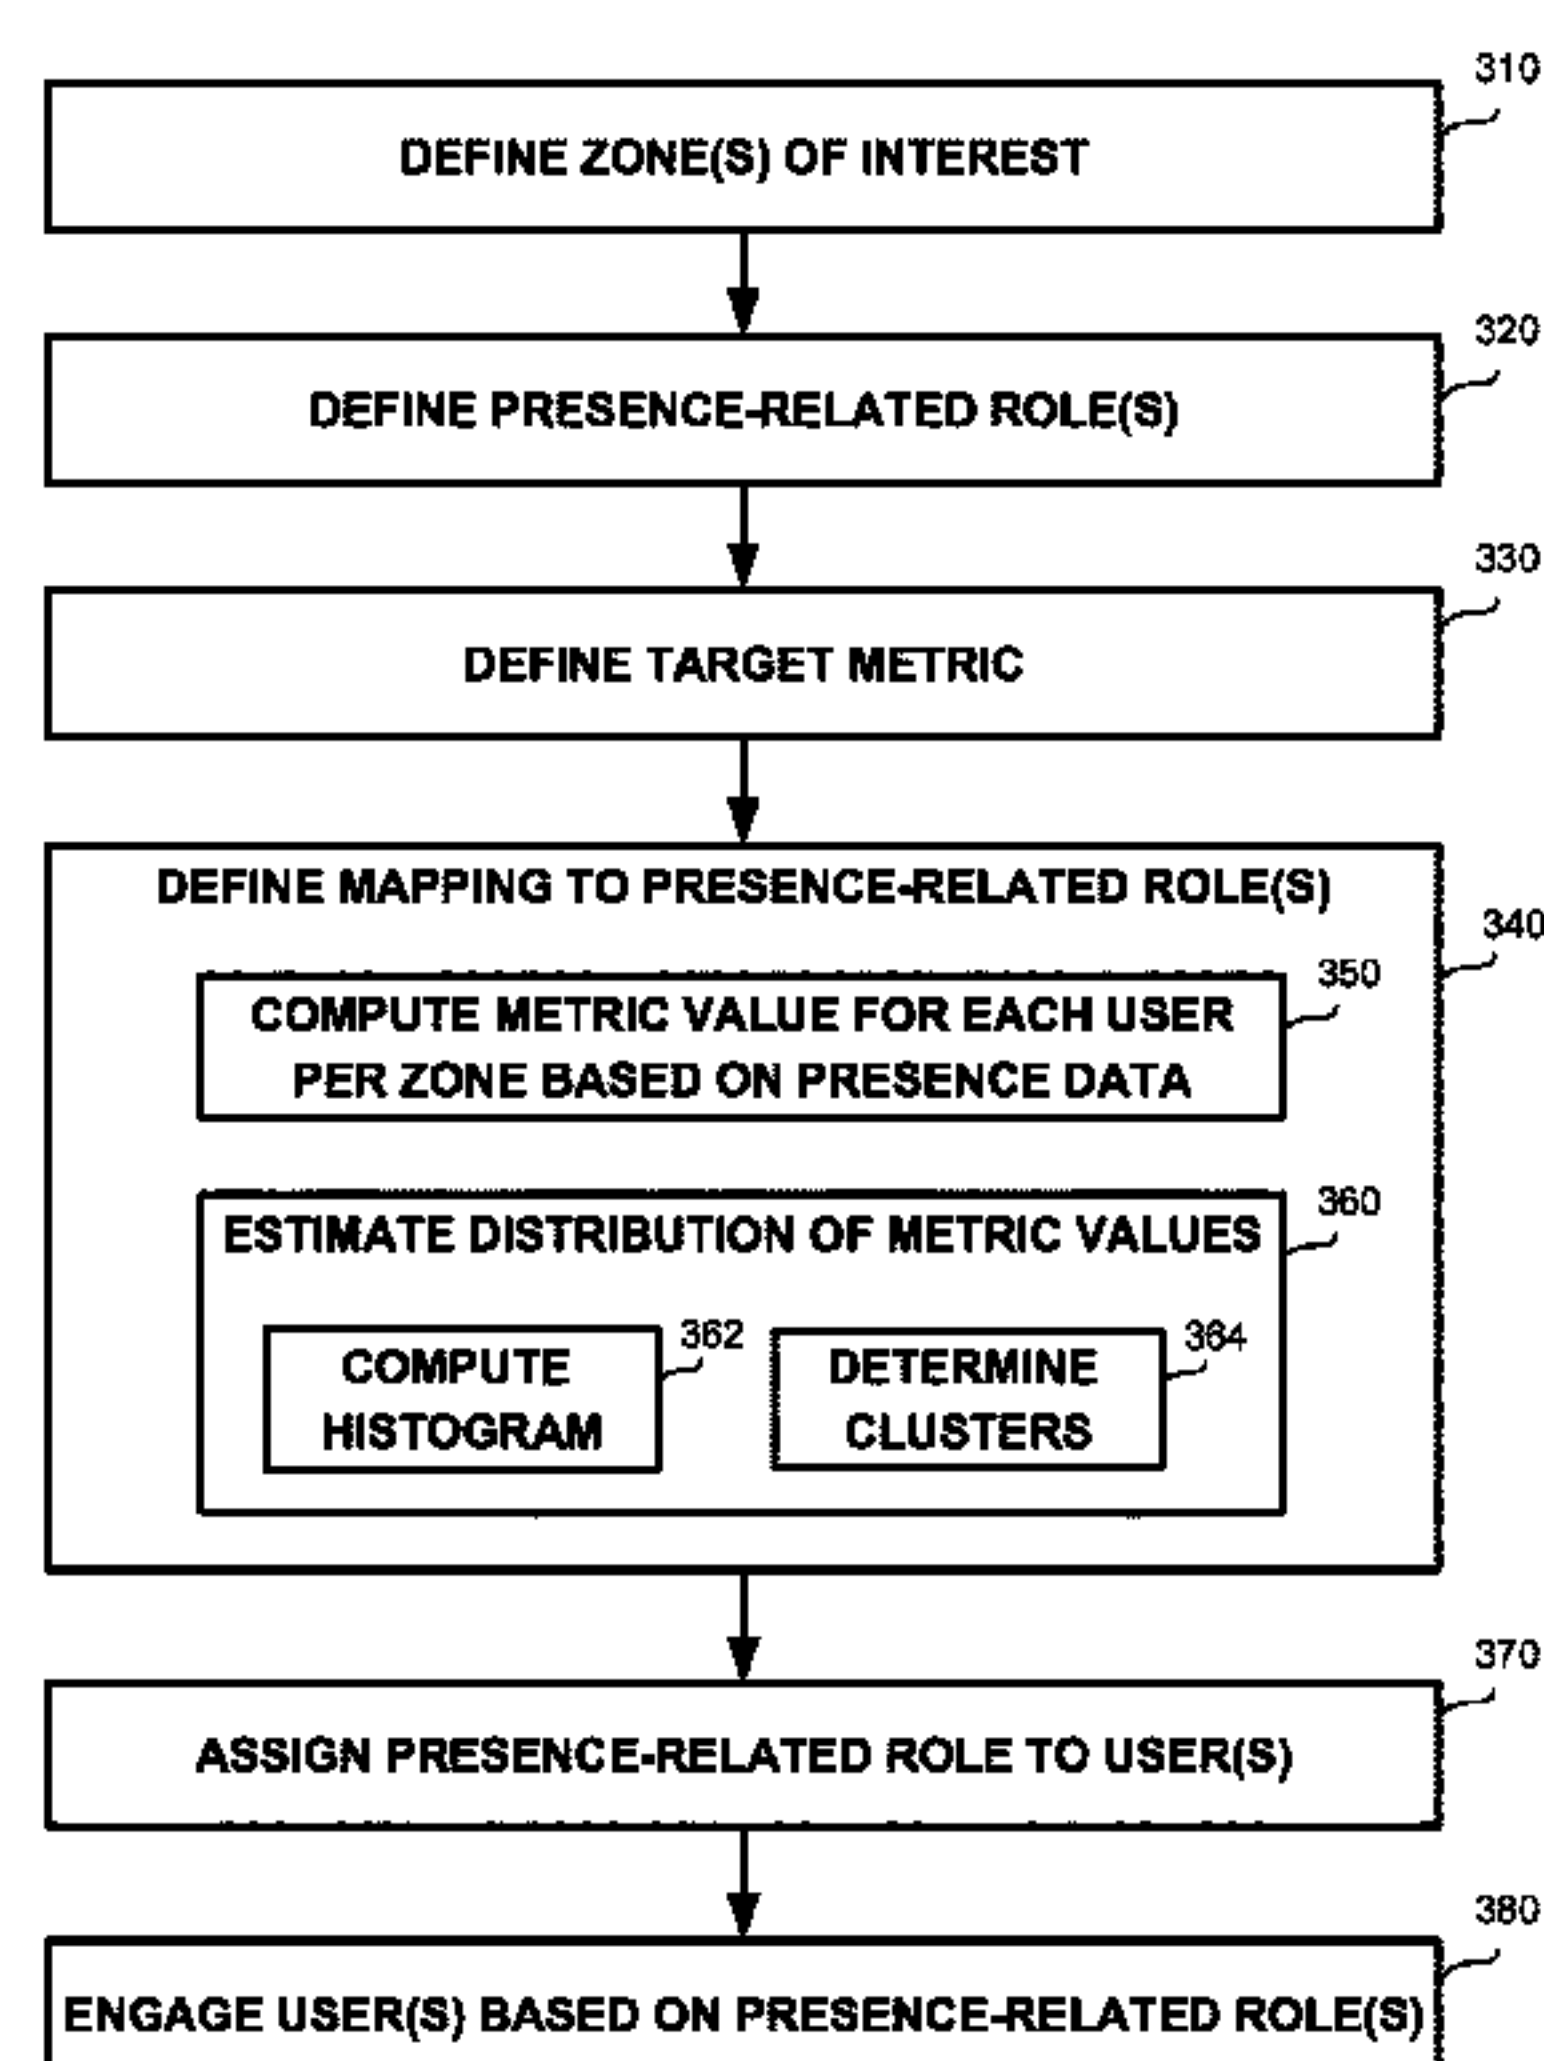 310
DEFINE ZONE(S) OF INTEREST
320
DEFINE PRESENCE-RELATED ROLE(S)
330
DEFINE TARGET METRIC
DEFINE MAPPING TO PRESENCE-RELATED ROLE(S)
340
350
COMPUTE METRIC VALUE FOR EACH USER
PER ZONE BASED ON PRESENCE DATA
360
ESTIMATE DISTRIBUTION OF METRIC VALUES
362
COMPUTE
HISTOGRAM
364
DETERMINE
CLUSTERS
370
ASSIGN PRESENCE-RELATED ROLE TO USER(S)
380
ENGAGE USER(S) BASED ON PRESENCE-RELATED ROLE(S)